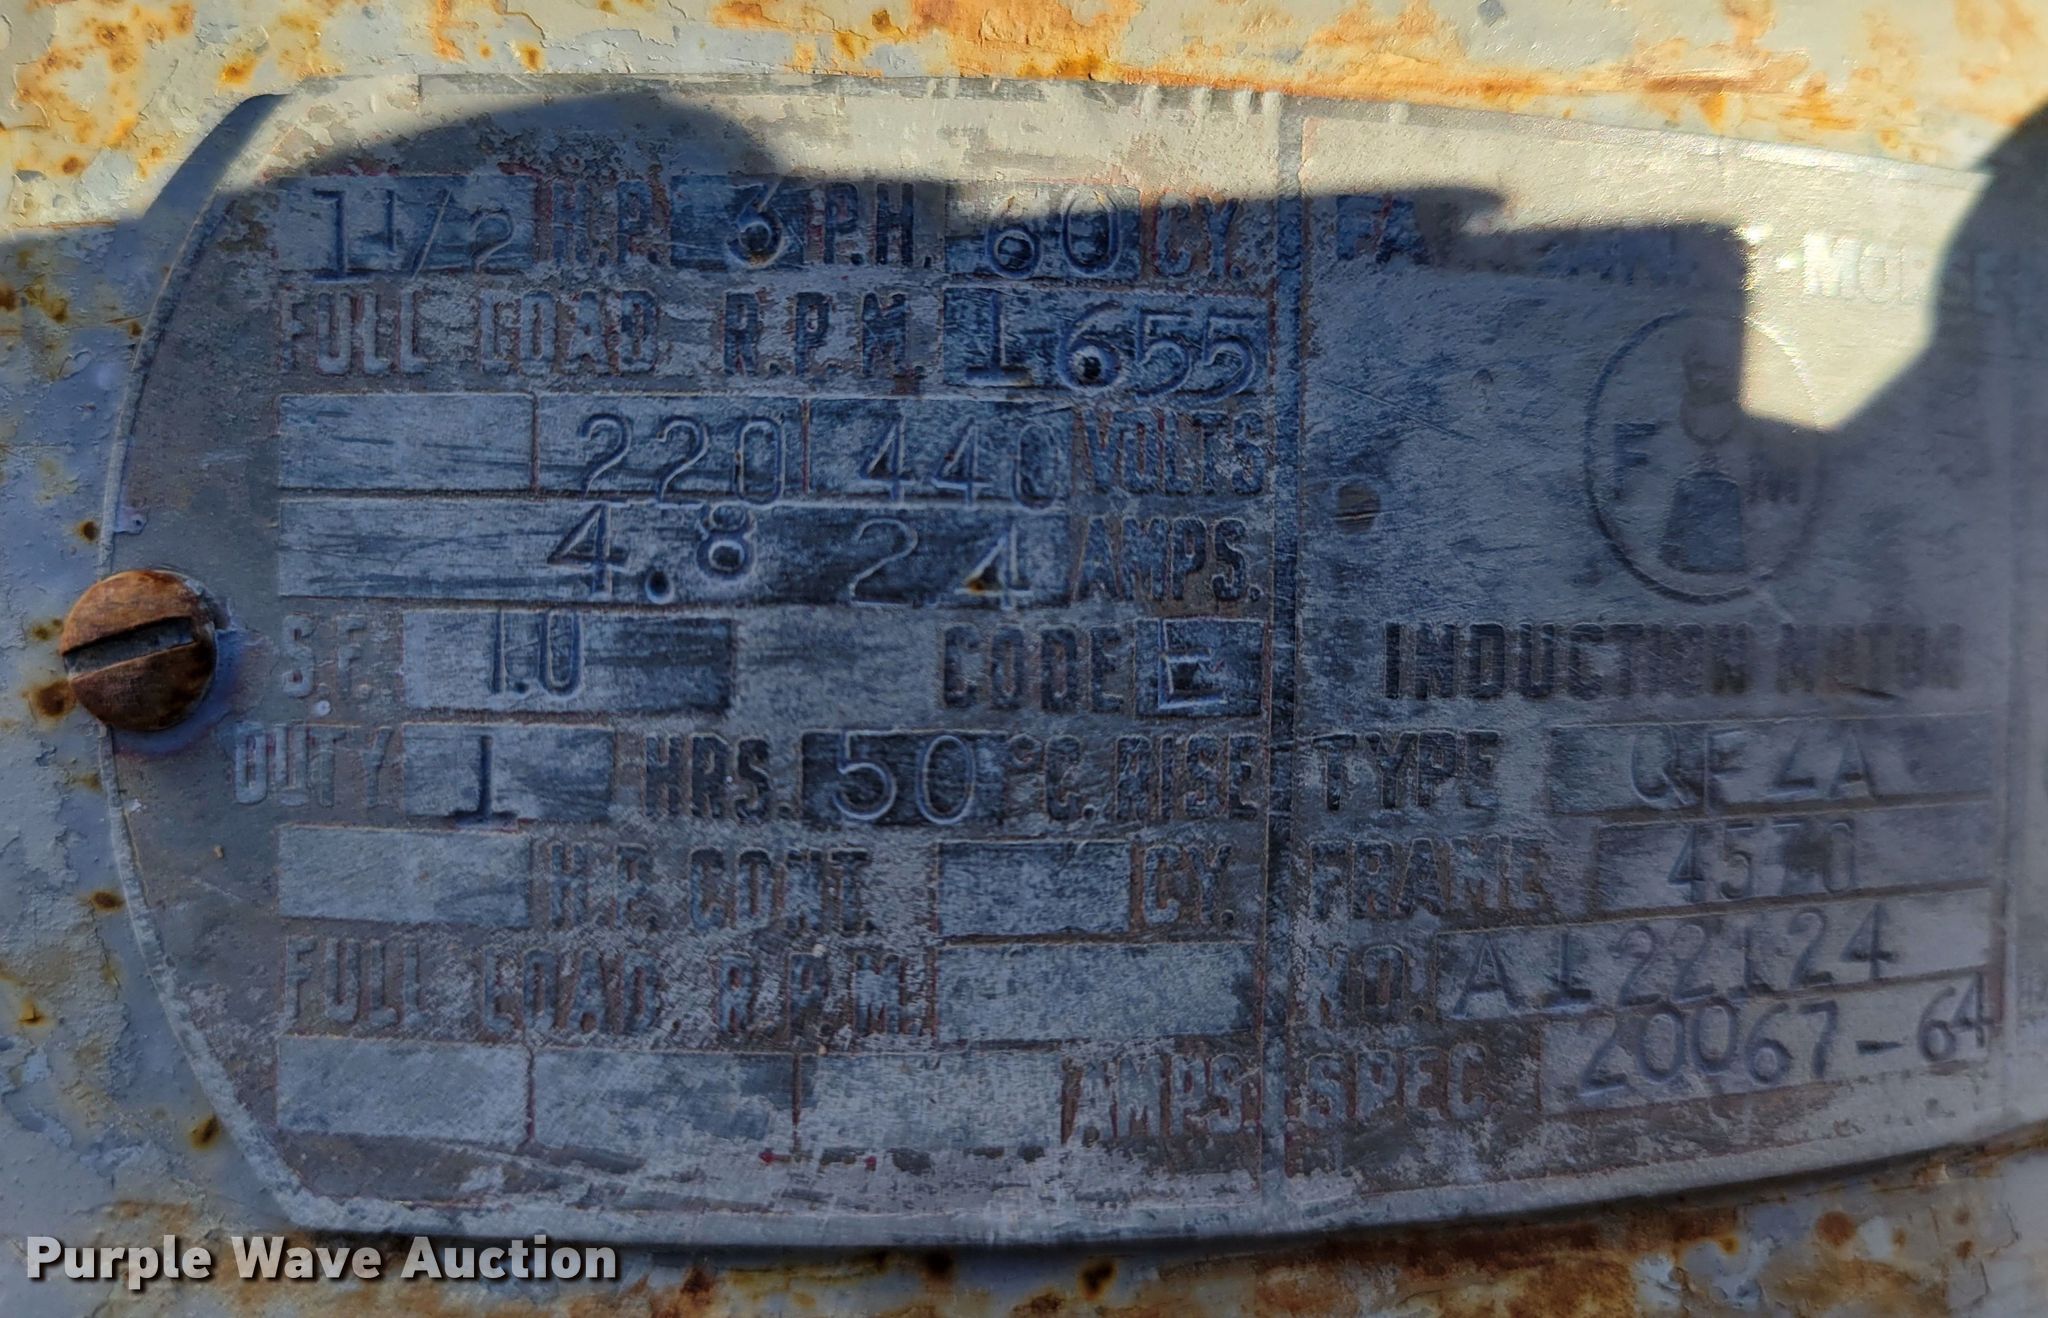 1 1/2 H.P. 3 P.H. 60 CY.
FULL LOAD R.P.M. 1655
220 440 VOLTS
4.8 2.4 AMPS.
S.F. 1.0 CODE E
DUTY 1 HRS. 50 °C. RISE
H.P. CONT. CY.
FULL LOAD R.P.M.
AMPS.
MORSE
F M
INDUCTION MOTOR
TYPE
FRAME
NO. A122124
SPEC. 20067-64
Purple Wave Auction